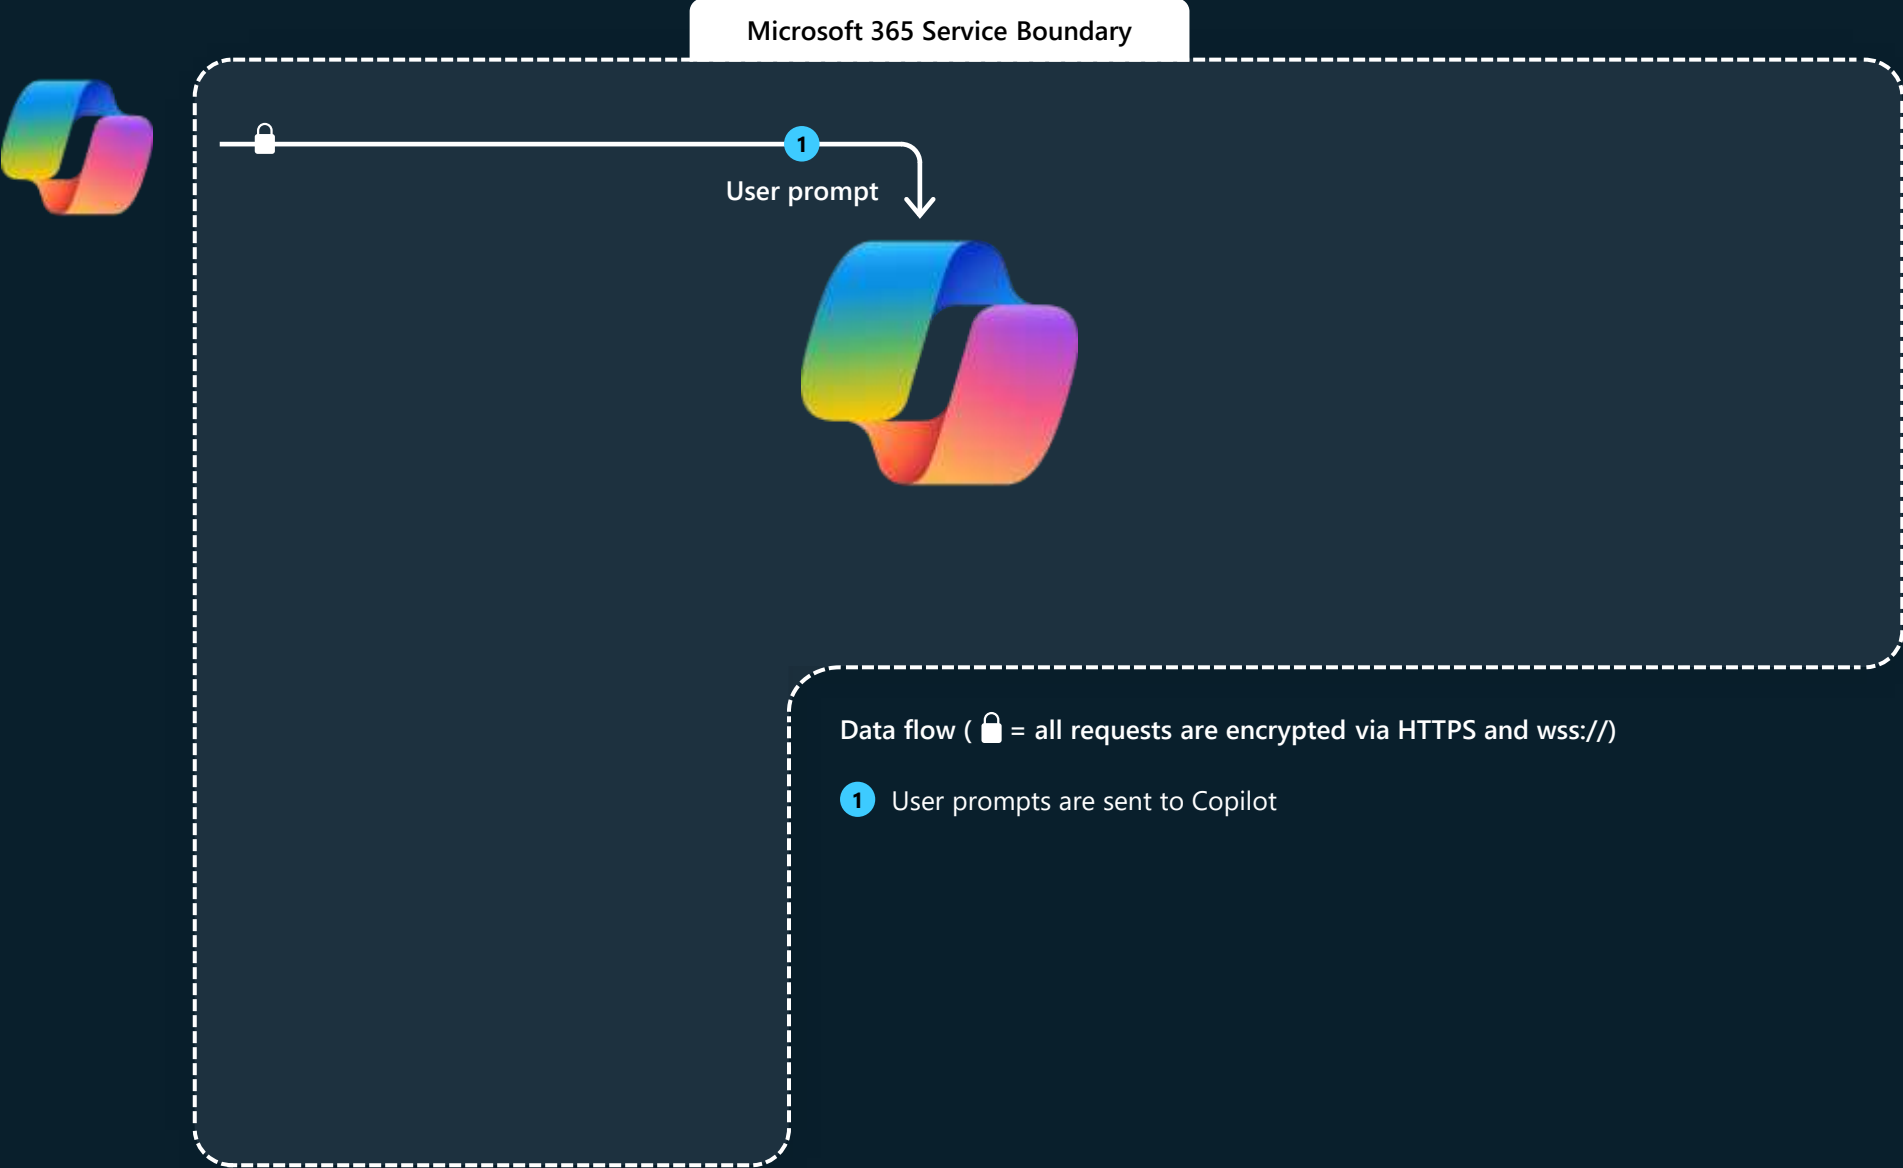 Microsoft 365 Service Boundary
1
User prompt
Data flow ( = all requests are encrypted via HTTPS and wss://)
1 User prompts are sent to Copilot